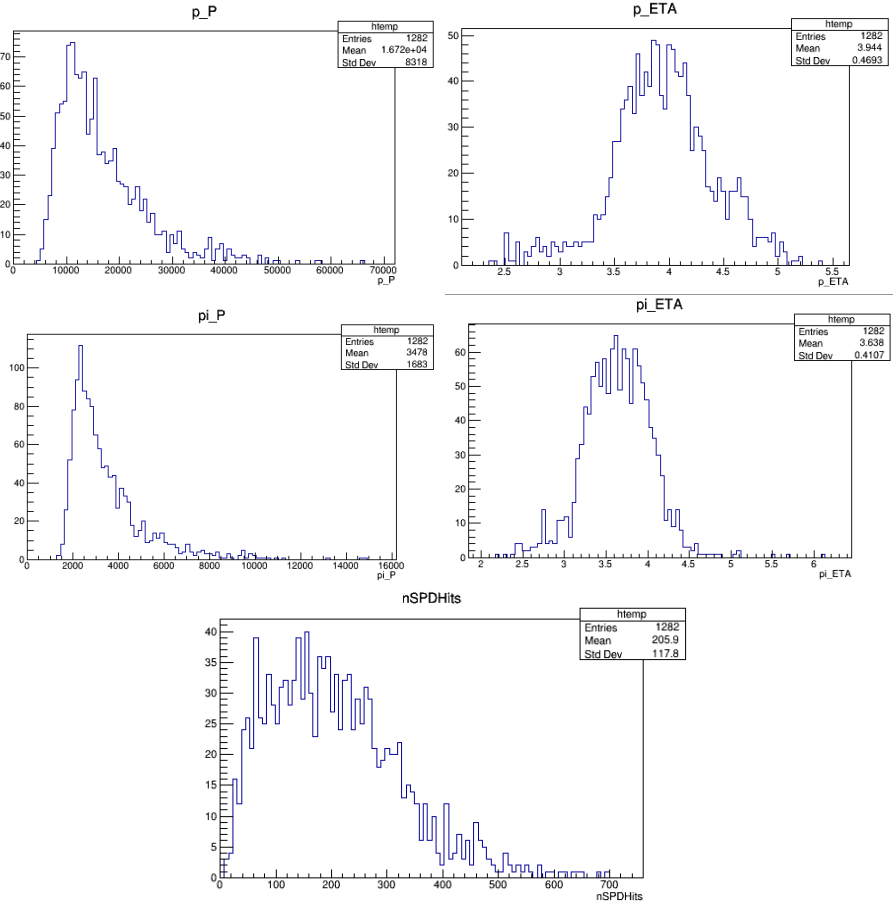 p_P
htemp
Entries 1282
Mean 1.672e+04
Std Dev 8318
70
60
50
40
30
20
10
0
0 10000 20000 30000 40000 50000 60000 70000
p_P
p_ETA
htemp
Entries 1282
Mean 3.944
Std Dev 0.4693
50
40
30
20
10
0
2.5 3 3.5 4 4.5 5 5.5
p_ETA
pi_P
htemp
Entries 1282
Mean 3478
Std Dev 1683
100
80
60
40
20
0
0 2000 4000 6000 8000 10000 12000 14000 16000
pi_P
pi_ETA
htemp
Entries 1282
Mean 3.638
Std Dev 0.4107
60
50
40
30
20
10
0
2 2.5 3 3.5 4 4.5 5 5.5 6
pi_ETA
nSPDHits
htemp
Entries 1282
Mean 205.9
Std Dev 117.8
40
35
30
25
20
15
10
5
0
0 100 200 300 400 500 600 700
nSPDHits